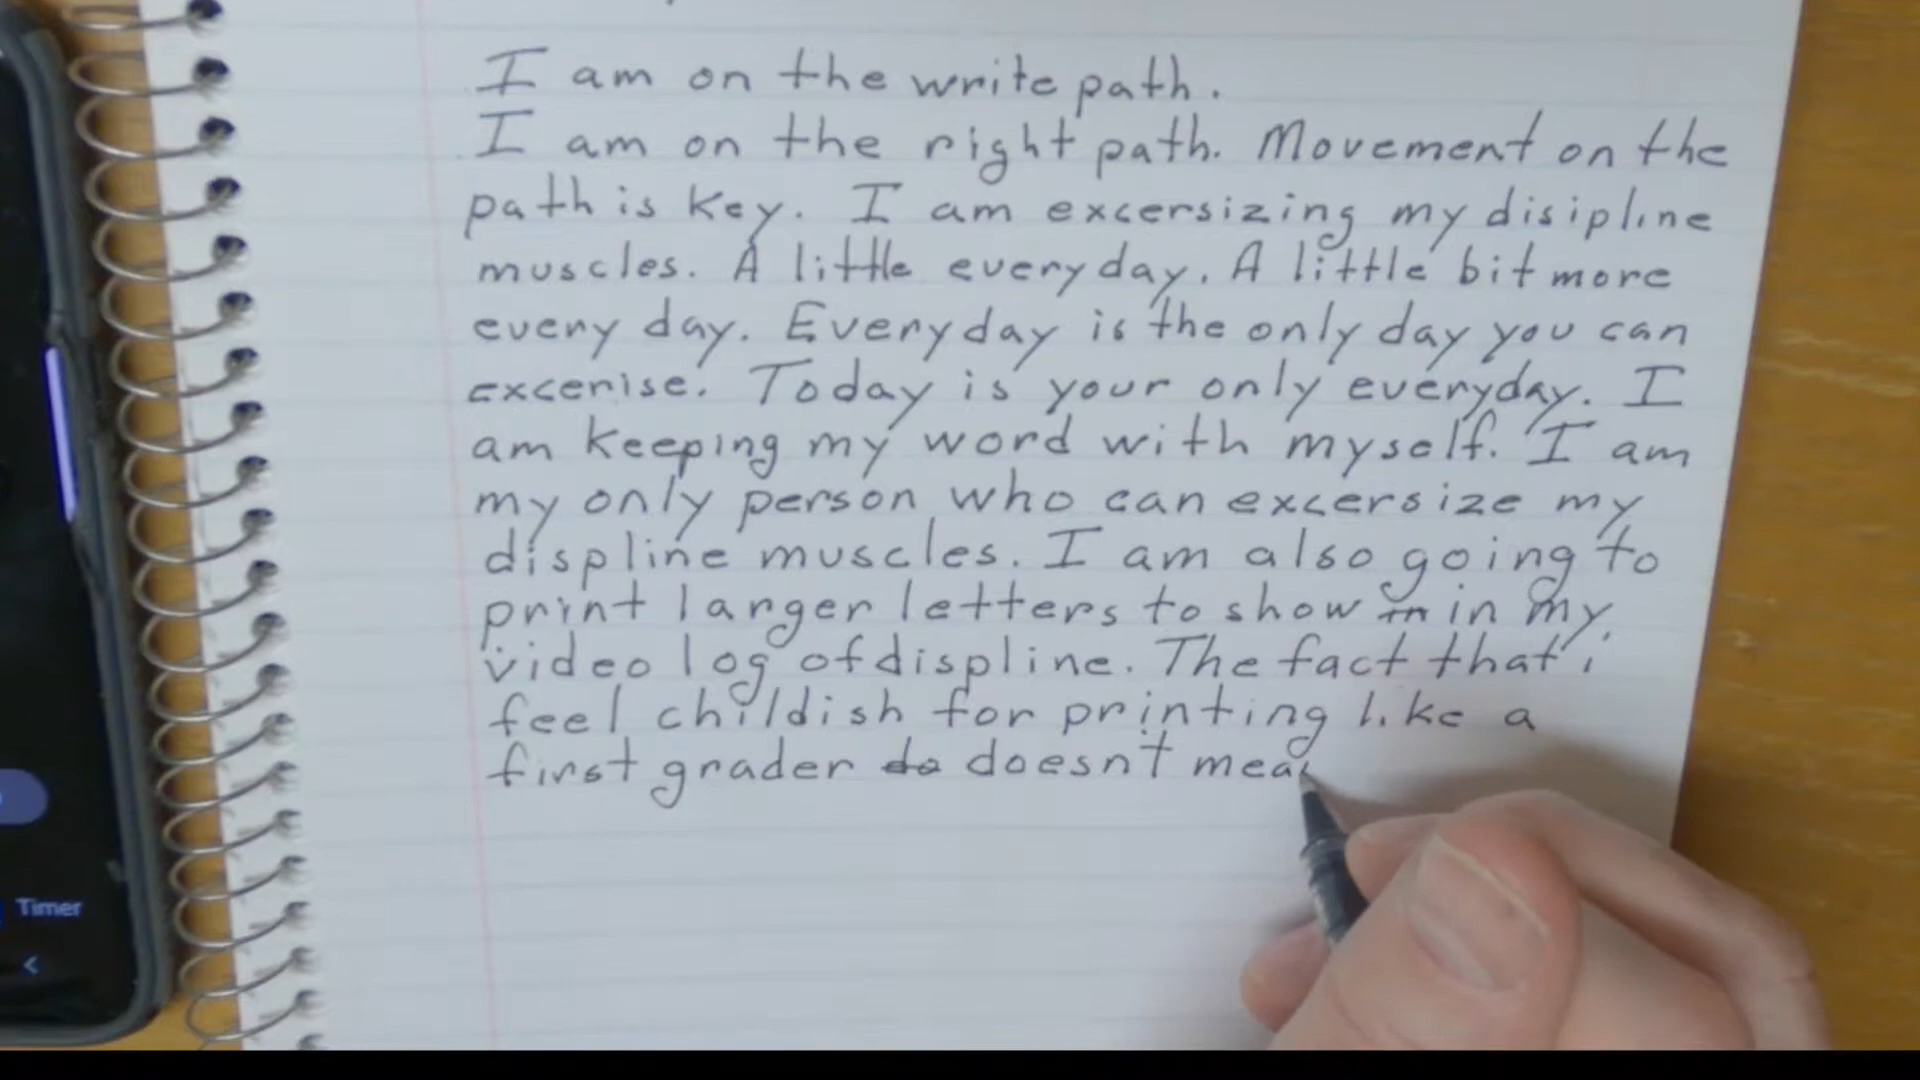 I am on the write path.
I am on the right path. Movement on the
path is key. I am excersizing my disipline
muscles. A little everyday. A little bit more
every day. Everyday is the only day you can
excerise. Today is your only everyday. I
am keeping my word with myself. I am
my only person who can excersize my
displine muscles. I am also going to
print larger letters to show in in my
video log of displine. The fact that i
feel childish for printing like a
first grader do doesn't mea
Timer
<